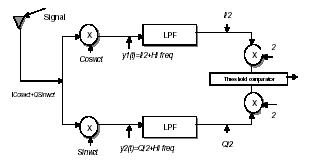 Signal
I/2
X
LPF
X
2
Coswct
y1(t)=I/2+HI freq
Threshold comparator
ICoswct+QSinwct
X
LPF
X
2
Sinwct
y2(t)=Q/2+HI freq
Q/2